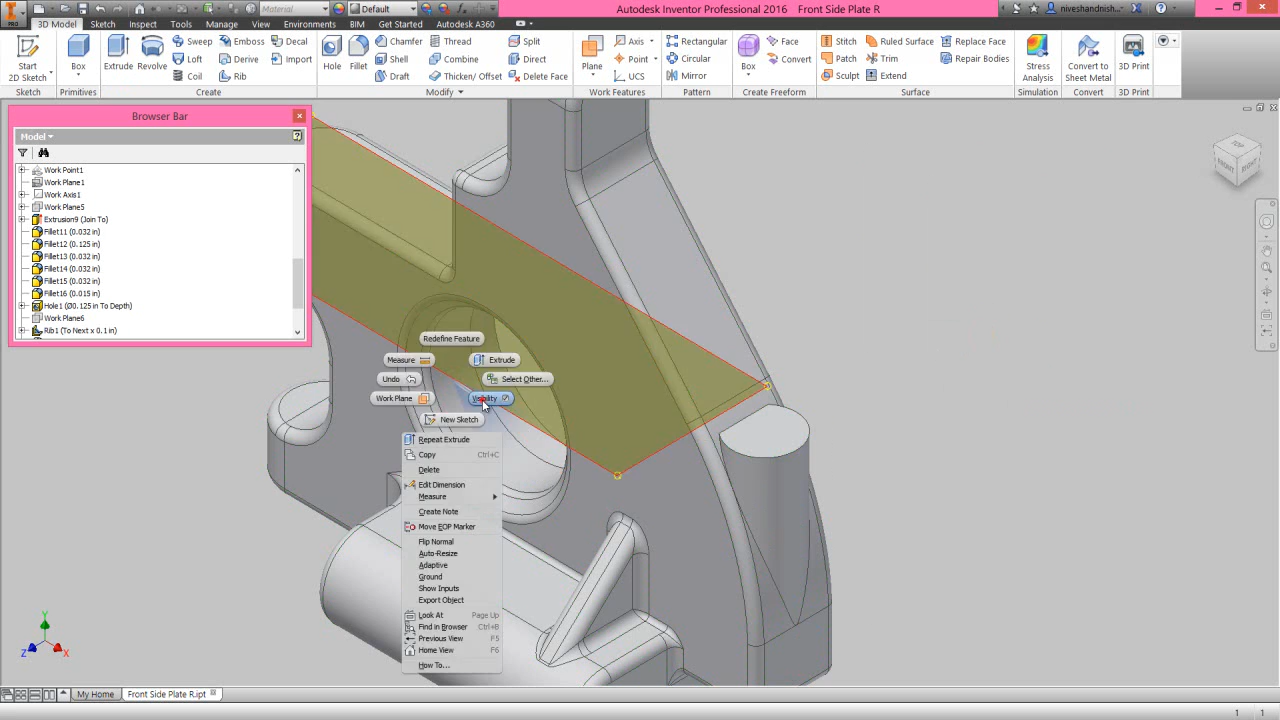 Material
Default
Autodesk Inventor Professional 2016   Front Side Plate R
niveshandnish...
PRO
3D Model Sketch Inspect Tools Manage View Environments BIM Get Started Autodesk A360
Start 2D Sketch
Box
Extrude
Revolve
Sweep
Loft
Coil
Emboss
Derive
Rib
Decal
Import
Hole
Fillet
Chamfer
Shell
Draft
Thread
Combine
Thicken/ Offset
Split
Direct
Delete Face
Plane
Axis
Point
UCS
Rectangular
Circular
Mirror
Box
Face
Convert
Stitch
Patch
Sculpt
Ruled Surface
Trim
Extend
Replace Face
Repair Bodies
Stress Analysis
Convert to Sheet Metal
3D Print
Sketch Primitives Create Modify Work Features Pattern Create Freeform Surface Simulation Convert 3D Print
Browser Bar
Model
Work Point1
Work Plane1
Work Axis1
Work Plane5
Extrusion9 (Join To)
Fillet11 (0.032 in)
Fillet12 (0.125 in)
Fillet13 (0.032 in)
Fillet14 (0.032 in)
Fillet15 (0.032 in)
Fillet16 (0.015 in)
Hole1 (Ø0.125 in To Depth)
Work Plane6
Rib1 (To Next x 0.1 in)
TOP
FRONT
RIGHT
Redefine Feature
Measure
Extrude
Undo
Select Other...
Work Plane
Visibility
New Sketch
Repeat Extrude
Copy Ctrl+C
Delete
Edit Dimension
Measure
Create Note
Move EOP Marker
Flip Normal
Auto-Resize
Adaptive
Ground
Show Inputs
Export Object
Look At Page Up
Find in Browser Ctrl+B
Previous View F5
Home View F6
How To...
Y
Z
X
My Home
Front Side Plate R.ipt
1 1